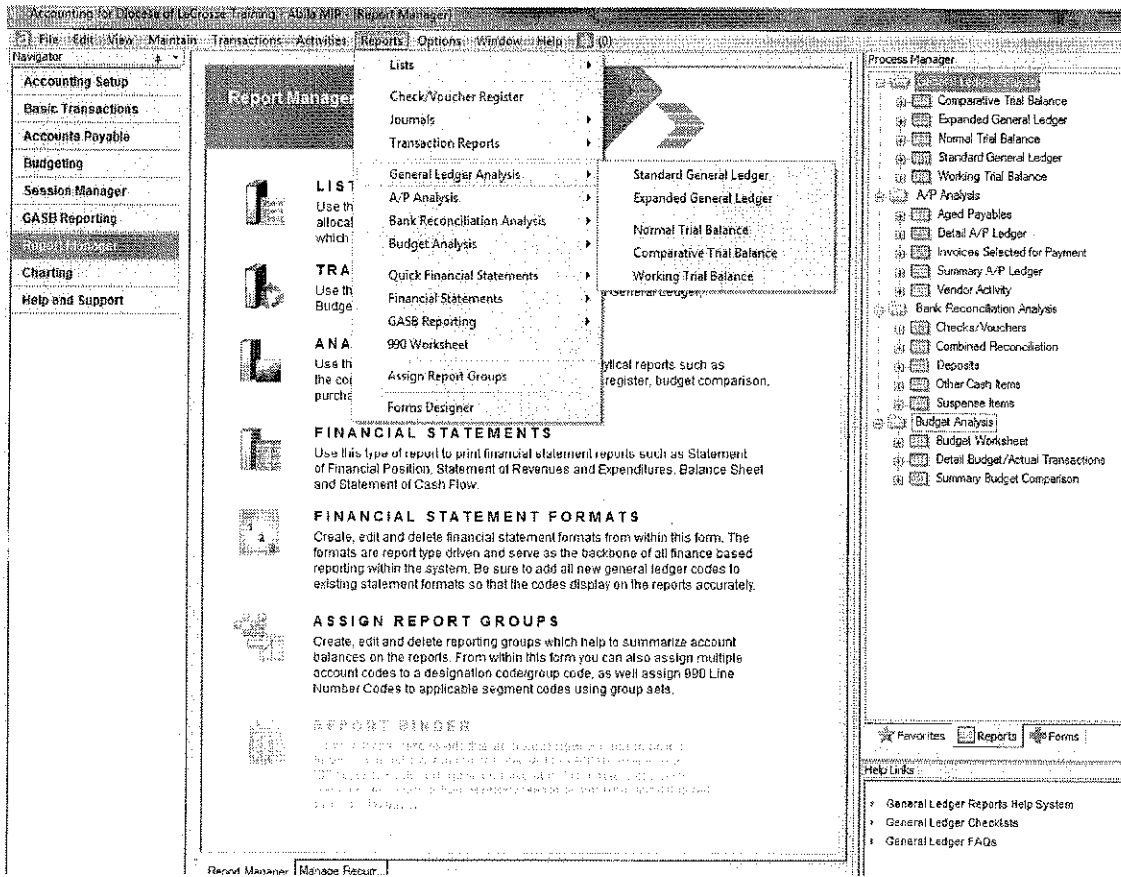 Accounting for Diocese of LaCrosse Training - Abila MIP - [Report Manager]
File Edit View Maintain Transactions Activities Reports Options Window Help (0)
Navigator
Accounting Setup
Basic Transactions
Accounts Payable
Budgeting
Session Manager
GASB Reporting
Report Manager
Charting
Help and Support
Report Manager
Lists
Check/Voucher Register
Journals
Transaction Reports
General Ledger Analysis
A/P Analysis
Bank Reconciliation Analysis
Budget Analysis
Quick Financial Statements
Financial Statements
GASB Reporting
990 Worksheet
Assign Report Groups
Forms Designer
Standard General Ledger
Expanded General Ledger
Normal Trial Balance
Comparative Trial Balance
Working Trial Balance
LIST
Use th
allocat
which
TRA
Use th
General Ledger,
Budge
ANA
Use th
lytical reports such as
the co
register, budget comparison,
purcha
FINANCIAL STATEMENTS
Use this type of report to print financial statement reports such as Statement
of Financial Position, Statement of Revenues and Expenditures, Balance Sheet
and Statement of Cash Flow.
FINANCIAL STATEMENT FORMATS
Create, edit and delete financial statement formats from within this form. The
formats are report type driven and serve as the backbone of all finance based
reporting within the system. Be sure to add all new general ledger codes to
existing statement formats so that the codes display on the reports accurately.
ASSIGN REPORT GROUPS
Create, edit and delete reporting groups which help to summarize account
balances on the reports. From within this form you can also assign multiple
account codes to a designation code/group code, as well assign 990 Line
Number Codes to applicable segment codes using group sets.
REPORT BINDER
Report Manager Manage Recur...
Process Manager
Comparative Trial Balance
Expanded General Ledger
Normal Trial Balance
Standard General Ledger
Working Trial Balance
A/P Analysis
Aged Payables
Detail A/P Ledger
Invoices Selected for Payment
Summary A/P Ledger
Vendor Activity
Bank Reconciliation Analysis
Checks/Vouchers
Combined Reconciliation
Deposits
Other Cash Items
Suspense Items
Budget Analysis
Budget Worksheet
Detail Budget/Actual Transactions
Summary Budget Comparison
Favorites Reports Forms
Help Links
General Ledger Reports Help System
General Ledger Checklists
General Ledger FAQs